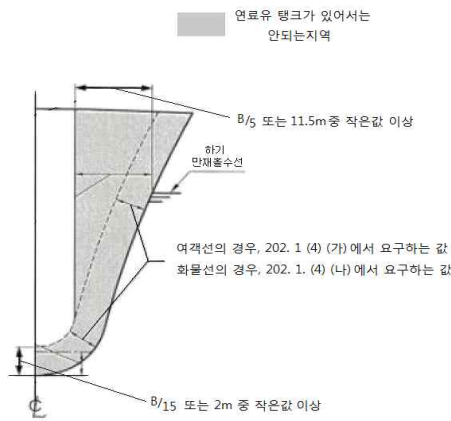 연료유 탱크가 있어서는
안되는지역
B/5 또는 11.5m중 작은값 이상
하기
만재흘수선
여객선의 경우, 202. 1 (4) (가) 에서 요구하는 값
화물선의 경우, 202. 1. (4) (나) 에서 요구하는 값
B/15 또는 2m 중 작은값 이상
CL